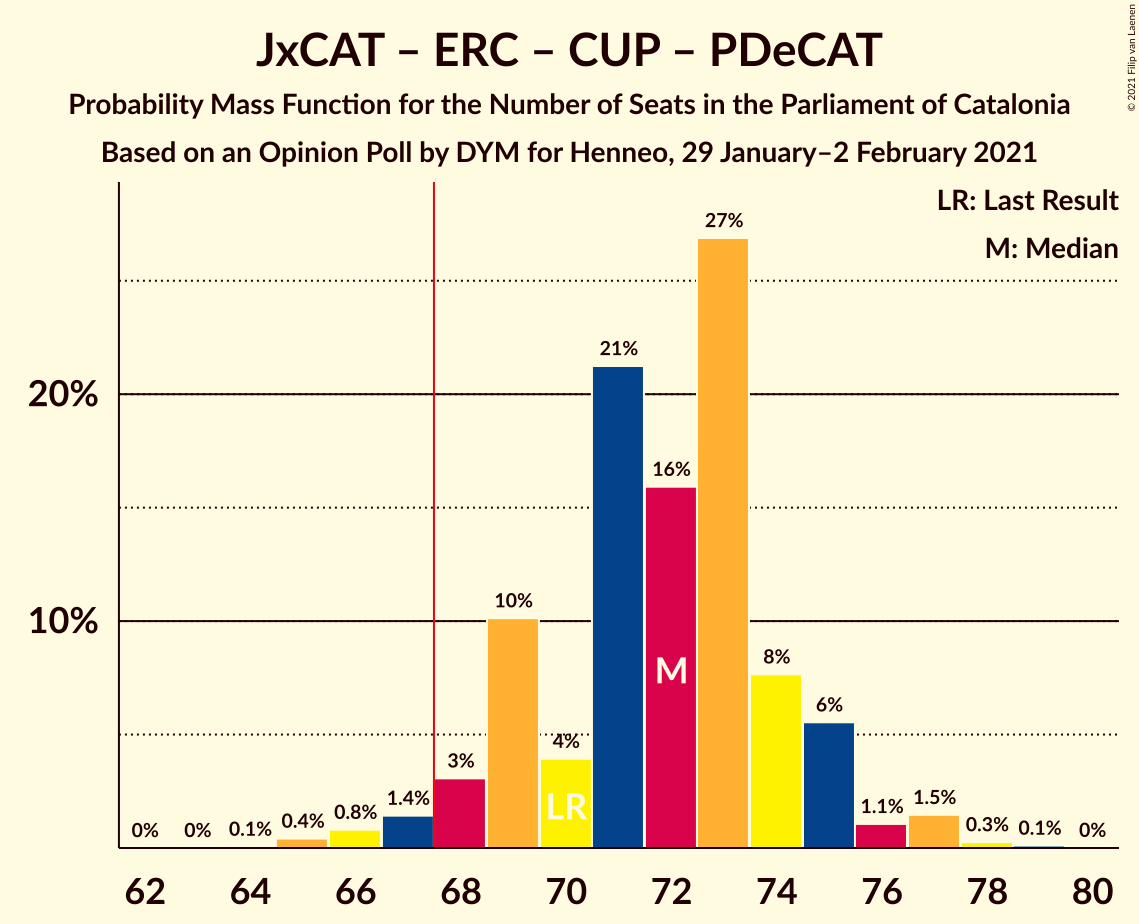 JxCAT – ERC – CUP – PDeCAT
Probability Mass Function for the Number of Seats in the Parliament of Catalonia
Based on an Opinion Poll by DYM for Henneo, 29 January–2 February 2021
© 2021 Filip van Laenen
LR: Last Result
M: Median
20%
10%
0%
0%
0.1%
0.4%
0.8%
1.4%
3%
10%
4%
21%
16%
27%
8%
6%
1.1%
1.5%
0.3%
0.1%
0%
LR
M
62 64 66 68 70 72 74 76 78 80